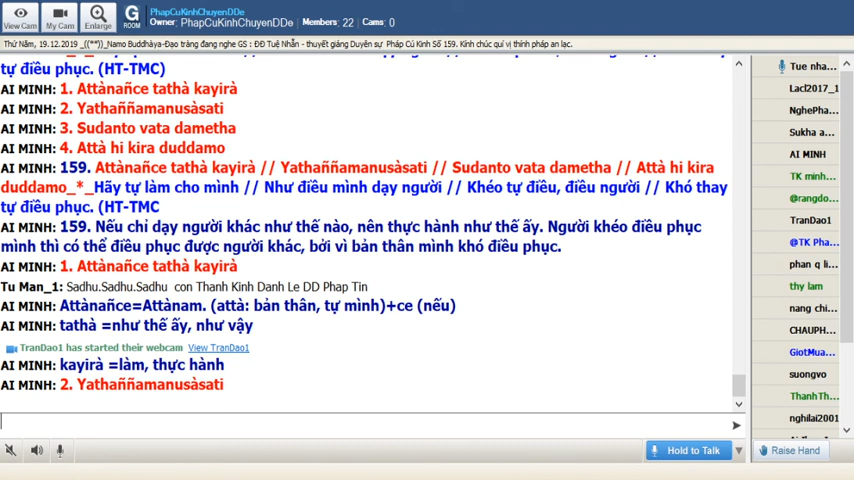 View Cam
My Cam
Enlarge
G
ROOM
PhapCuKinhChuyenDDe
Owner: PhapCuKinhChuyenDDe , Members: 22 , Cams: 0
Thứ Năm, 19.12.2019 _((**))_Namo Buddhàya-Đạo tràng đang nghe GS : ĐĐ Tuệ Nhẫn - thuyết giảng Duyên sự Pháp Cú Kinh Số 159. Kính chúc quí vị thính pháp an lạc.
tự điều phục. (HT-TMC)
AI MINH: 1. Attànañce tathà kayirà
AI MINH: 2. Yathaññamanusàsati
AI MINH: 3. Sudanto vata dametha
AI MINH: 4. Attà hi kira duddamo
AI MINH: 159. Attànañce tathà kayirà // Yathaññamanusàsati // Sudanto vata dametha // Attà hi kira
duddamo_*_Hãy tự làm cho mình // Như điều mình dạy người // Khéo tự điều, điều người // Khó thay
tự điều phục. (HT-TMC
AI MINH: 159. Nếu chỉ dạy người khác như thế nào, nên thực hành như thế ấy. Người khéo điều phục
mình thì có thể điều phục được người khác, bởi vì bản thân mình khó điều phục.
AI MINH: 1. Attànañce tathà kayirà
Tu Man_1: Sadhu.Sadhu.Sadhu con Thanh Kinh Danh Le DD Phap Tin
AI MINH: Attànañce=Attànam. (attà: bản thân, tự mình)+ce (nếu)
AI MINH: tathà =như thế ấy, như vậy
TranDao1 has started their webcam View TranDao1
AI MINH: kayirà =làm, thực hành
AI MINH: 2. Yathaññamanusàsati
Tue nha...
Lacl2017_1
NghePha...
Sukha a...
AI MINH
TK minh...
@rangdo...
TranDao1
@TK Pha...
phan q li...
thy lam
nang chi...
CHAUPH...
GiotMua...
suongvo
ThanhTh...
nghilai2001
Hold to Talk
Raise Hand